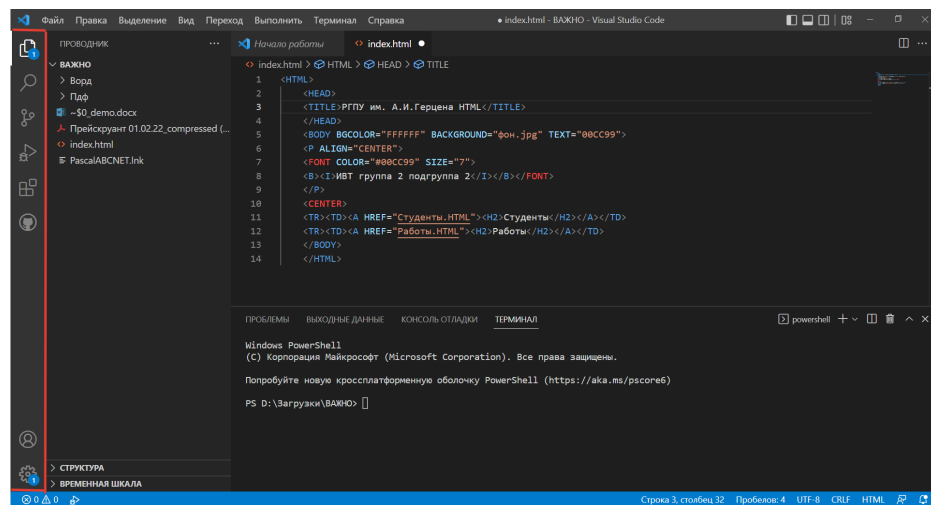 Файл Правка Выделение Вид Переход Выполнить Терминал Справка
● index.html - ВАЖНО - Visual Studio Code
ПРОВОДНИК ···
ВАЖНО
Ворд
Пдф
~$0_demo.docx
Прейскруант 01.02.22_compressed (...
index.html
PascalABCNET.lnk
СТРУКТУРА
ВРЕМЕННАЯ ШКАЛА
Начало работы
index.html ●
index.html > HTML > HEAD > TITLE
1 <HTML>
2 <HEAD>
3 <TITLE>РГПУ им. А.И.Герцена HTML</TITLE>
4 </HEAD>
5 <BODY BGCOLOR="FFFFFF" BACKGROUND="фон.jpg" TEXT="00CC99">
6 <P ALIGN="CENTER">
7 <FONT COLOR="#00CC99" SIZE="7">
8 <B><I>ИВТ группа 2 подгруппа 2</I></B></FONT>
9 </P>
10 <CENTER>
11 <TR><TD><A HREF="Студенты.HTML"><H2>Студенты</H2></A></TD>
12 <TR><TD><A HREF="Работы.HTML"><H2>Работы</H2></A></TD>
13 </BODY>
14 </HTML>
ПРОБЛЕМЫ ВЫХОДНЫЕ ДАННЫЕ КОНСОЛЬ ОТЛАДКИ ТЕРМИНАЛ
powershell
Windows PowerShell
(C) Корпорация Майкрософт (Microsoft Corporation). Все права защищены.
Попробуйте новую кроссплатформенную оболочку PowerShell (https://aka.ms/pscore6)
PS D:\Загрузки\ВАЖНО>
1
1
0 0
Строка 3, столбец 32 Пробелов: 4 UTF-8 CRLF HTML